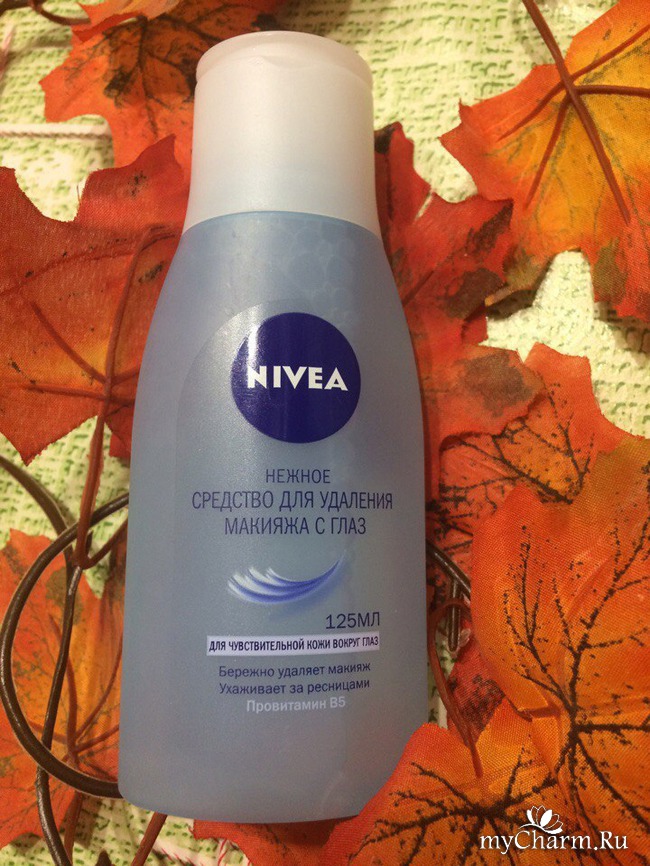 NIVEA
НЕЖНОЕ
СРЕДСТВО ДЛЯ УДАЛЕНИЯ
МАКИЯЖА С ГЛАЗ
125МЛ
ДЛЯ ЧУВСТВИТЕЛЬНОЙ КОЖИ ВОКРУГ ГЛАЗ
Бережно удаляет макияж
Ухаживает за ресницами
Провитамин B5
myCharm.Ru